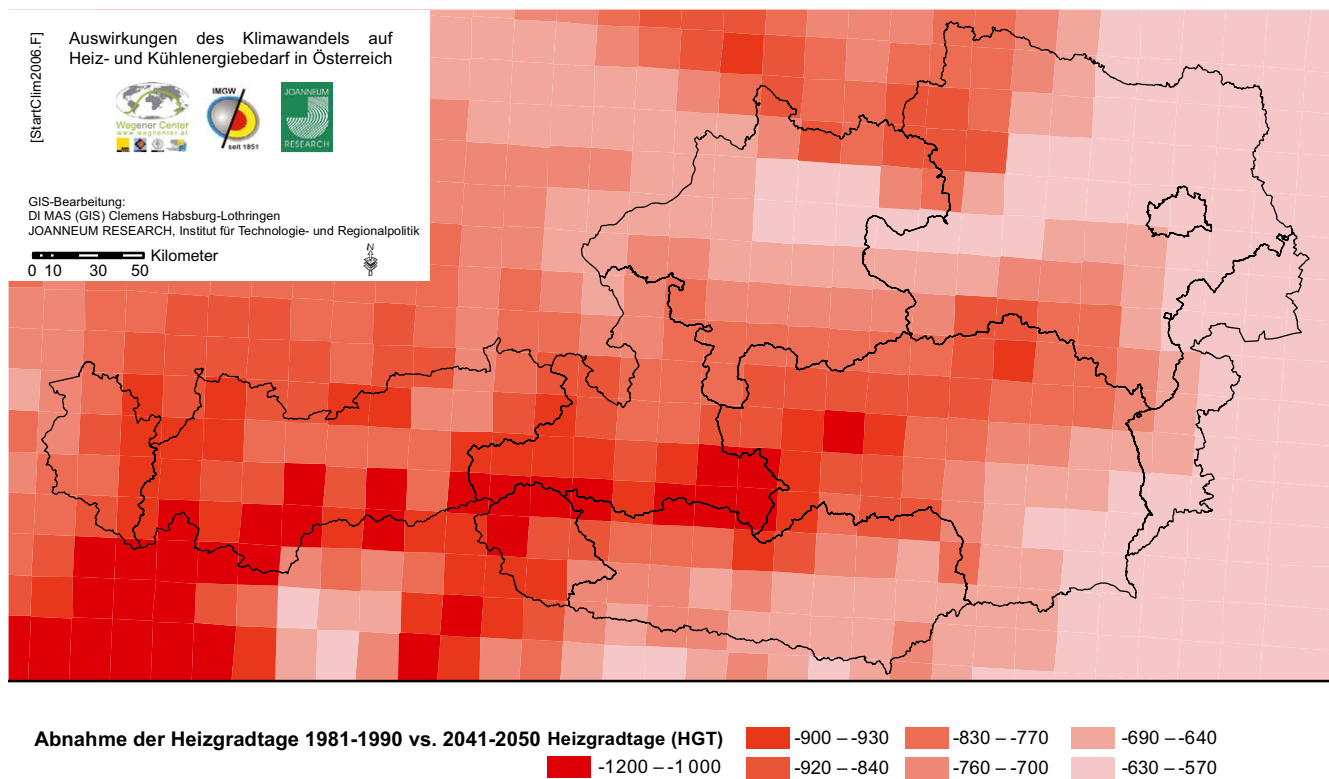 [StartClim2006.F]
Auswirkungen des Klimawandels auf
Heiz- und Kühlenergiebedarf in Österreich
Wegener Center
www.wegcenter.at
IMGW
seit 1851
JOANNEUM
RESEARCH
GIS-Bearbeitung:
DI MAS (GIS) Clemens Habsburg-Lothringen
JOANNEUM RESEARCH, Institut für Technologie- und Regionalpolitik
Kilometer
0 10 30 50
N
Abnahme der Heizgradtage 1981-1990 vs. 2041-2050 Heizgradtage (HGT)
-1200 – -1 000
-900 – -930
-920 – -840
-830 – -770
-760 – -700
-690 – -640
-630 – -570